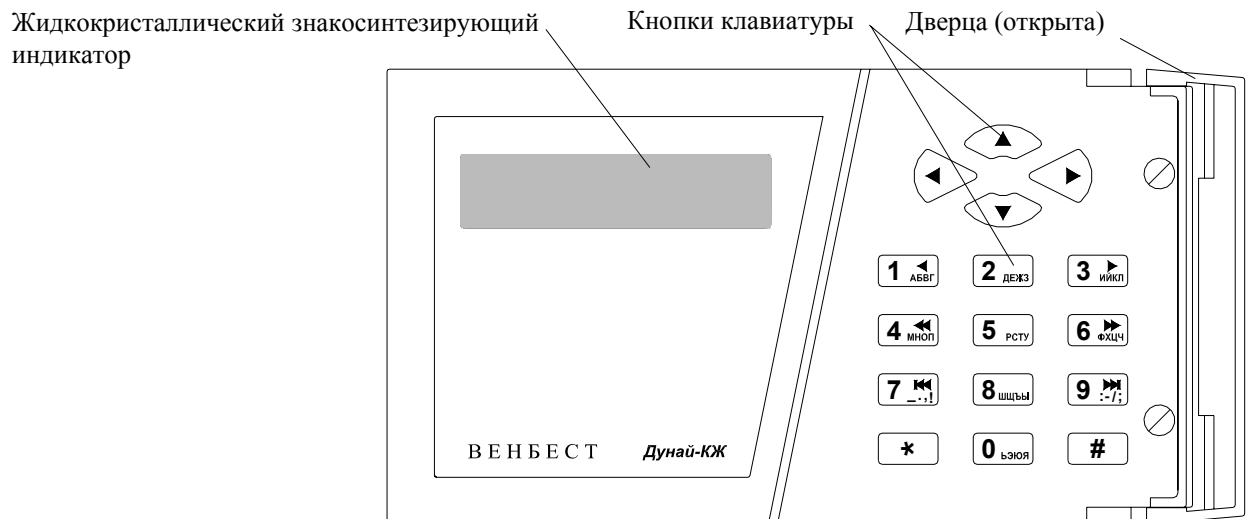 Жидкокристаллический знакосинтезирующий
индикатор
Кнопки клавиатуры
Дверца (открыта)
1 АБВГ
2 ДЕЖЗ
3 ИЙКЛ
4 МНОП
5 РСТУ
6 ФХЦЧ
7 _.,!
8 ШЩЪЫ
9 :-/;
*
0 ЬЭЮЯ
#
ВЕНБЕСТ
Дунай-КЖ